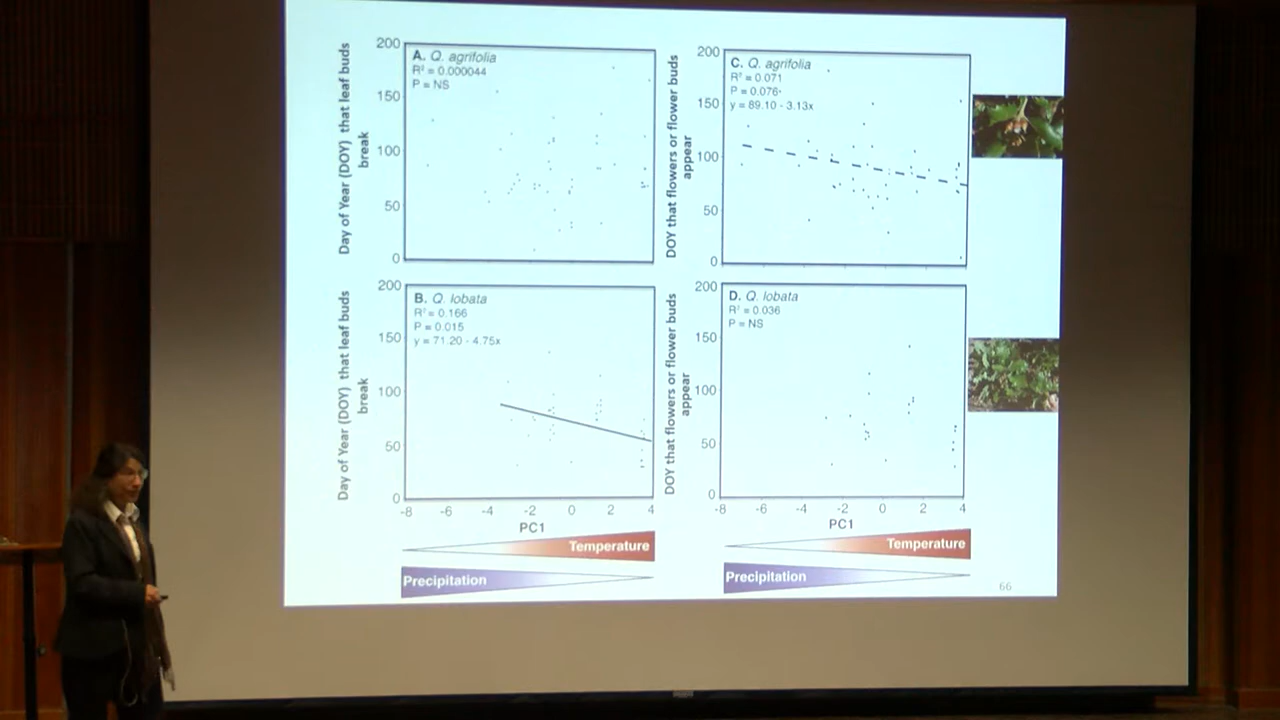 Day of Year (DOY) that leaf buds
break
200
150
100
50
0
A. Q. agrifolia
R² = 0.000044
P = NS
DOY that flowers or flower buds
appear
200
150
100
50
0
C. Q. agrifolia
R² = 0.071
P = 0.076·
y = 89.10 - 3.13x
Day of Year (DOY) that leaf buds
break
200
150
100
50
0
B. Q. lobata
R² = 0.166
P = 0.015
y = 71.20 - 4.75x
-8 -6 -4 -2 0 2 4
PC1
Temperature
Precipitation
DOY that flowers or flower buds
appear
200
150
100
50
0
D. Q. lobata
R² = 0.036
P = NS
-8 -6 -4 -2 0 2 4
PC1
Temperature
Precipitation
66